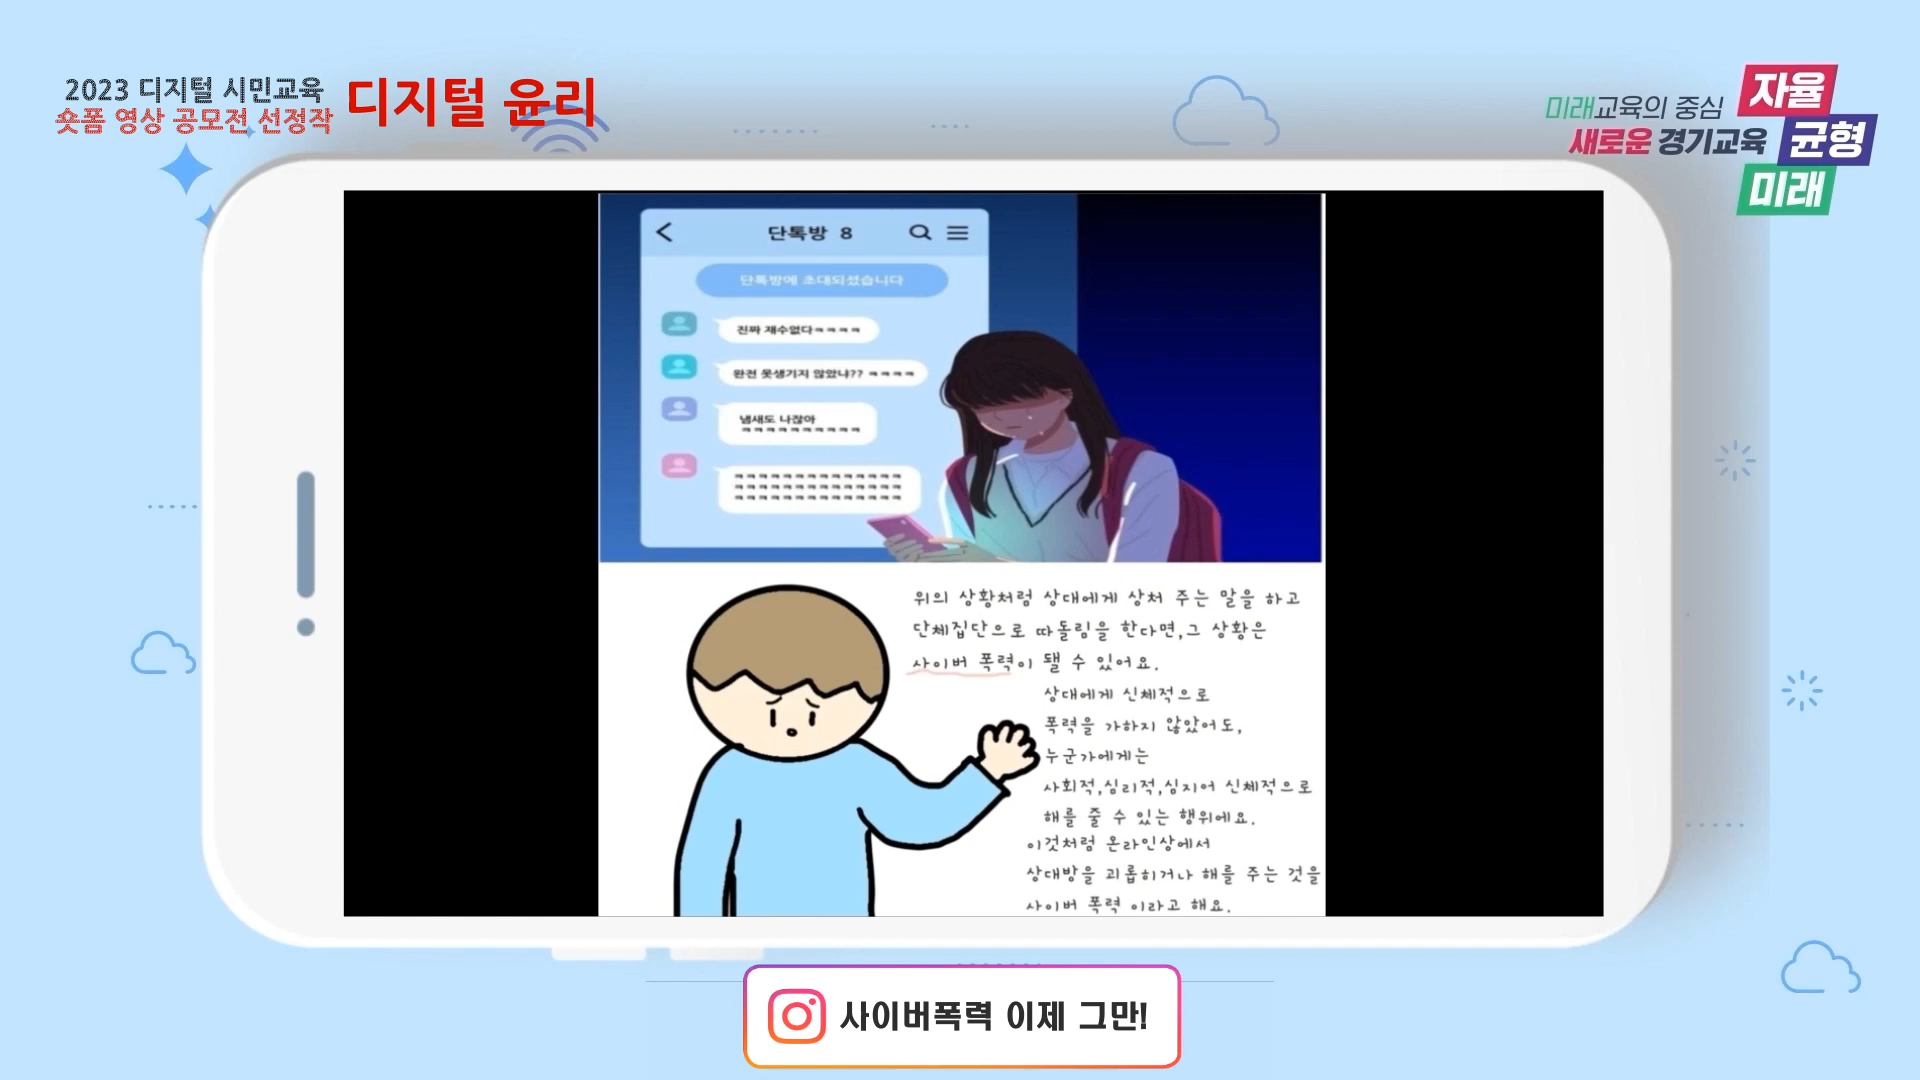 2023 디지털 시민교육
숏폼 영상 공모전 선정작
디지털 윤리
미래교육의 중심
새로운 경기교육
자율
균형
미래
단톡방 8
단톡방에 초대되셨습니다
진짜 재수없다ㅋㅋㅋㅋ
완전 못생기지 않았냐?? ㅋㅋㅋㅋ
냄새도 나잖아
ㅋㅋㅋㅋㅋㅋㅋㅋㅋㅋ
ㅋㅋㅋㅋㅋㅋㅋㅋㅋㅋㅋㅋㅋㅋ
ㅋㅋㅋㅋㅋㅋㅋㅋㅋㅋㅋㅋㅋㅋ
ㅋㅋㅋㅋㅋㅋㅋㅋㅋㅋㅋㅋㅋㅋ
위의 상황처럼 상대에게 상처 주는 말을 하고
단체집단으로 따돌림을 한다면,그 상황은
사이버 폭력이 됄 수 있어요.
상대에게 신체적으로
폭력을 가하지 않았어도,
누군가에게는
사회적,심리적,심지어 신체적으로
해를 줄 수 있는 행위에요.
이것처럼 온라인상에서
상대방을 괴롭히거나 해를 주는 것을
사이버 폭력 이라고 해요.
사이버폭력 이제 그만!